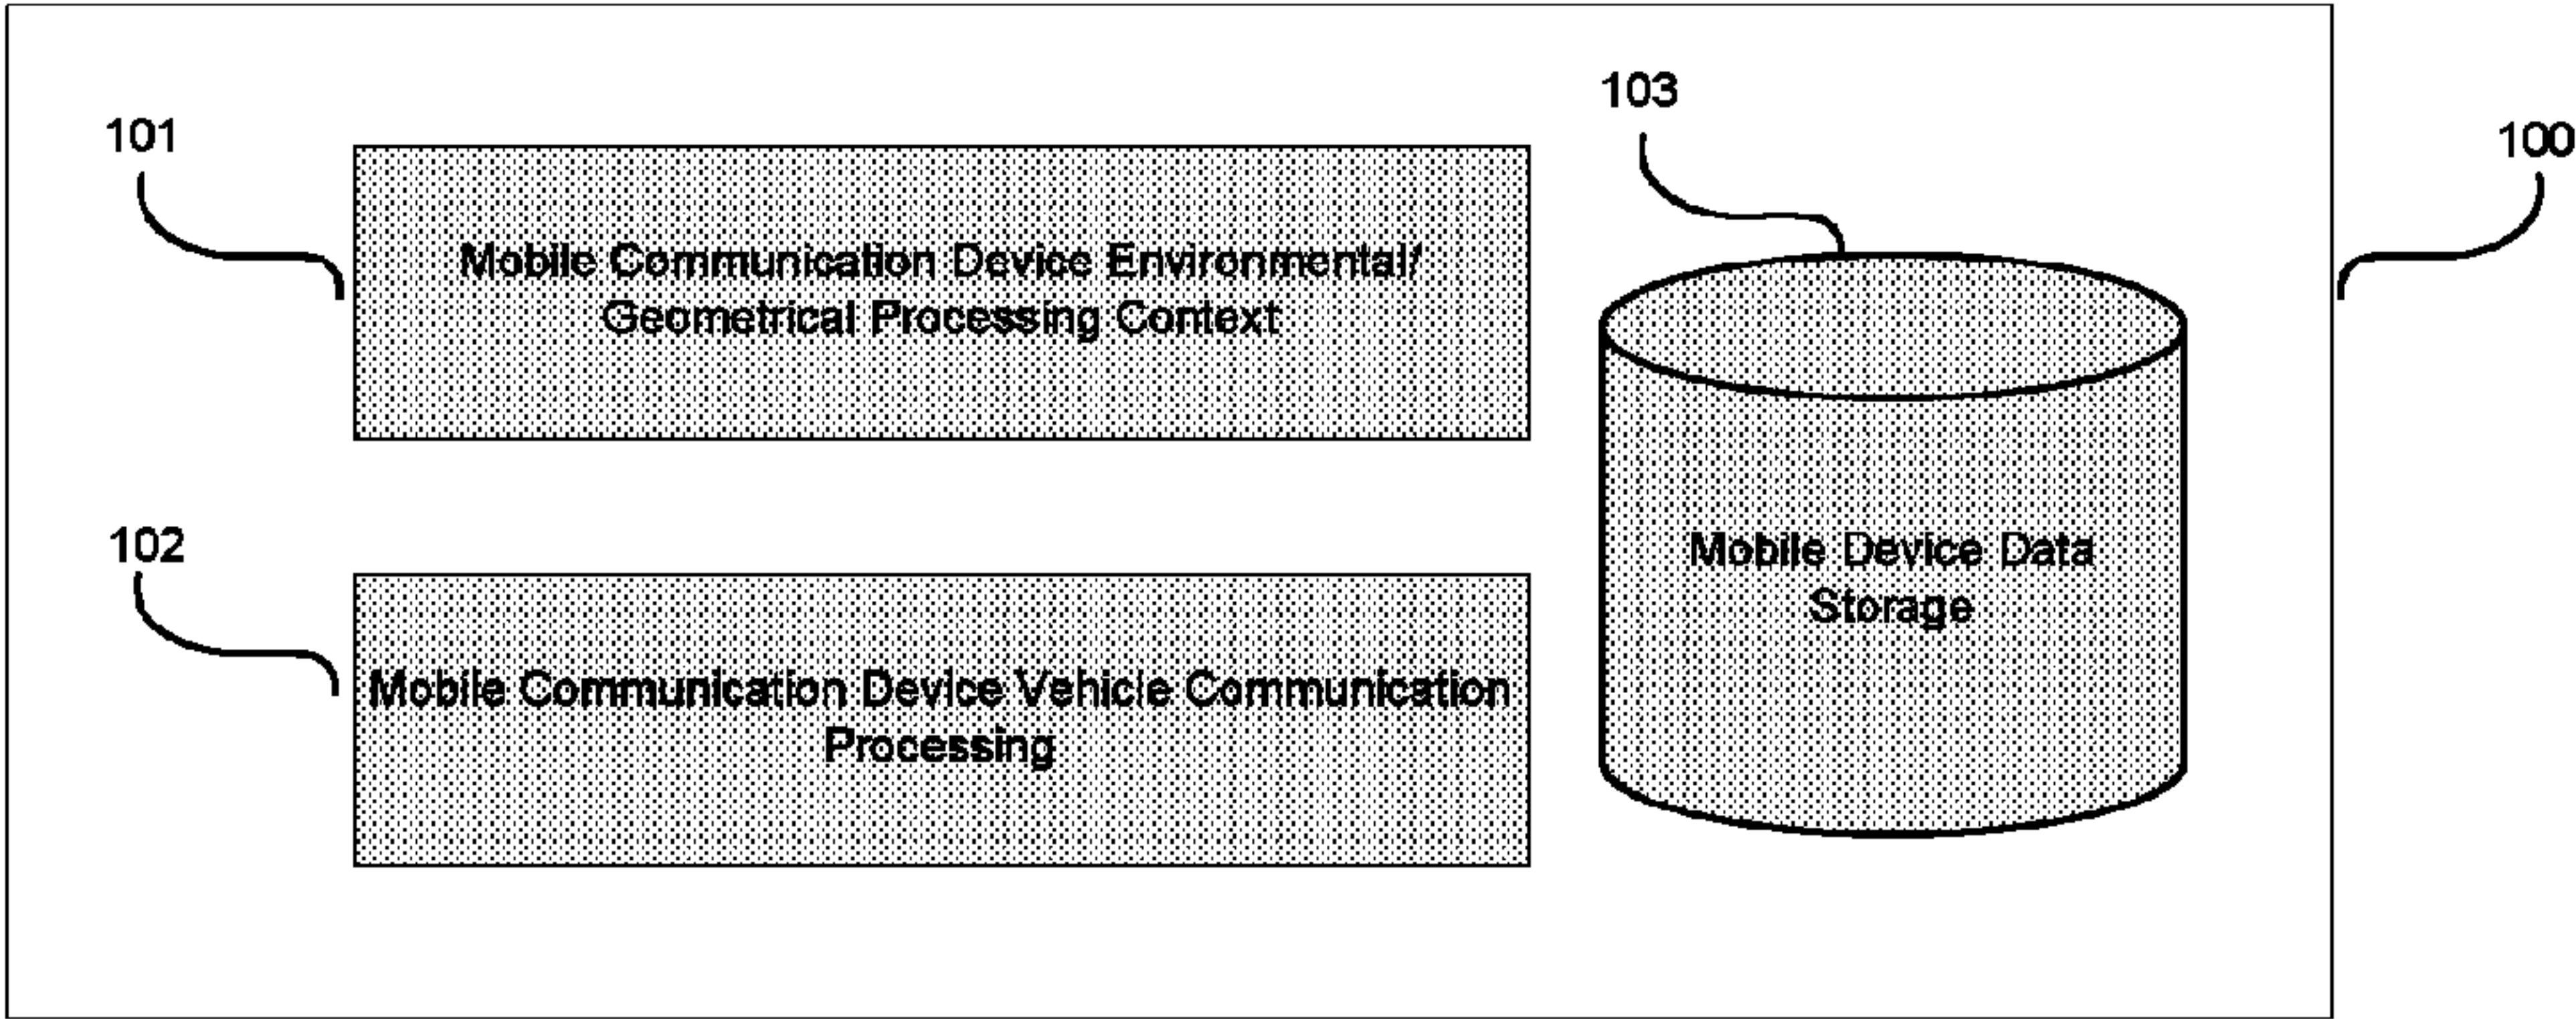 103
101
100
Mobile Communication Device Environmental/
Geometrical Processing Context
102
Mobile Device Data
Storage
Mobile Communication Device Vehicle Communication
Processing